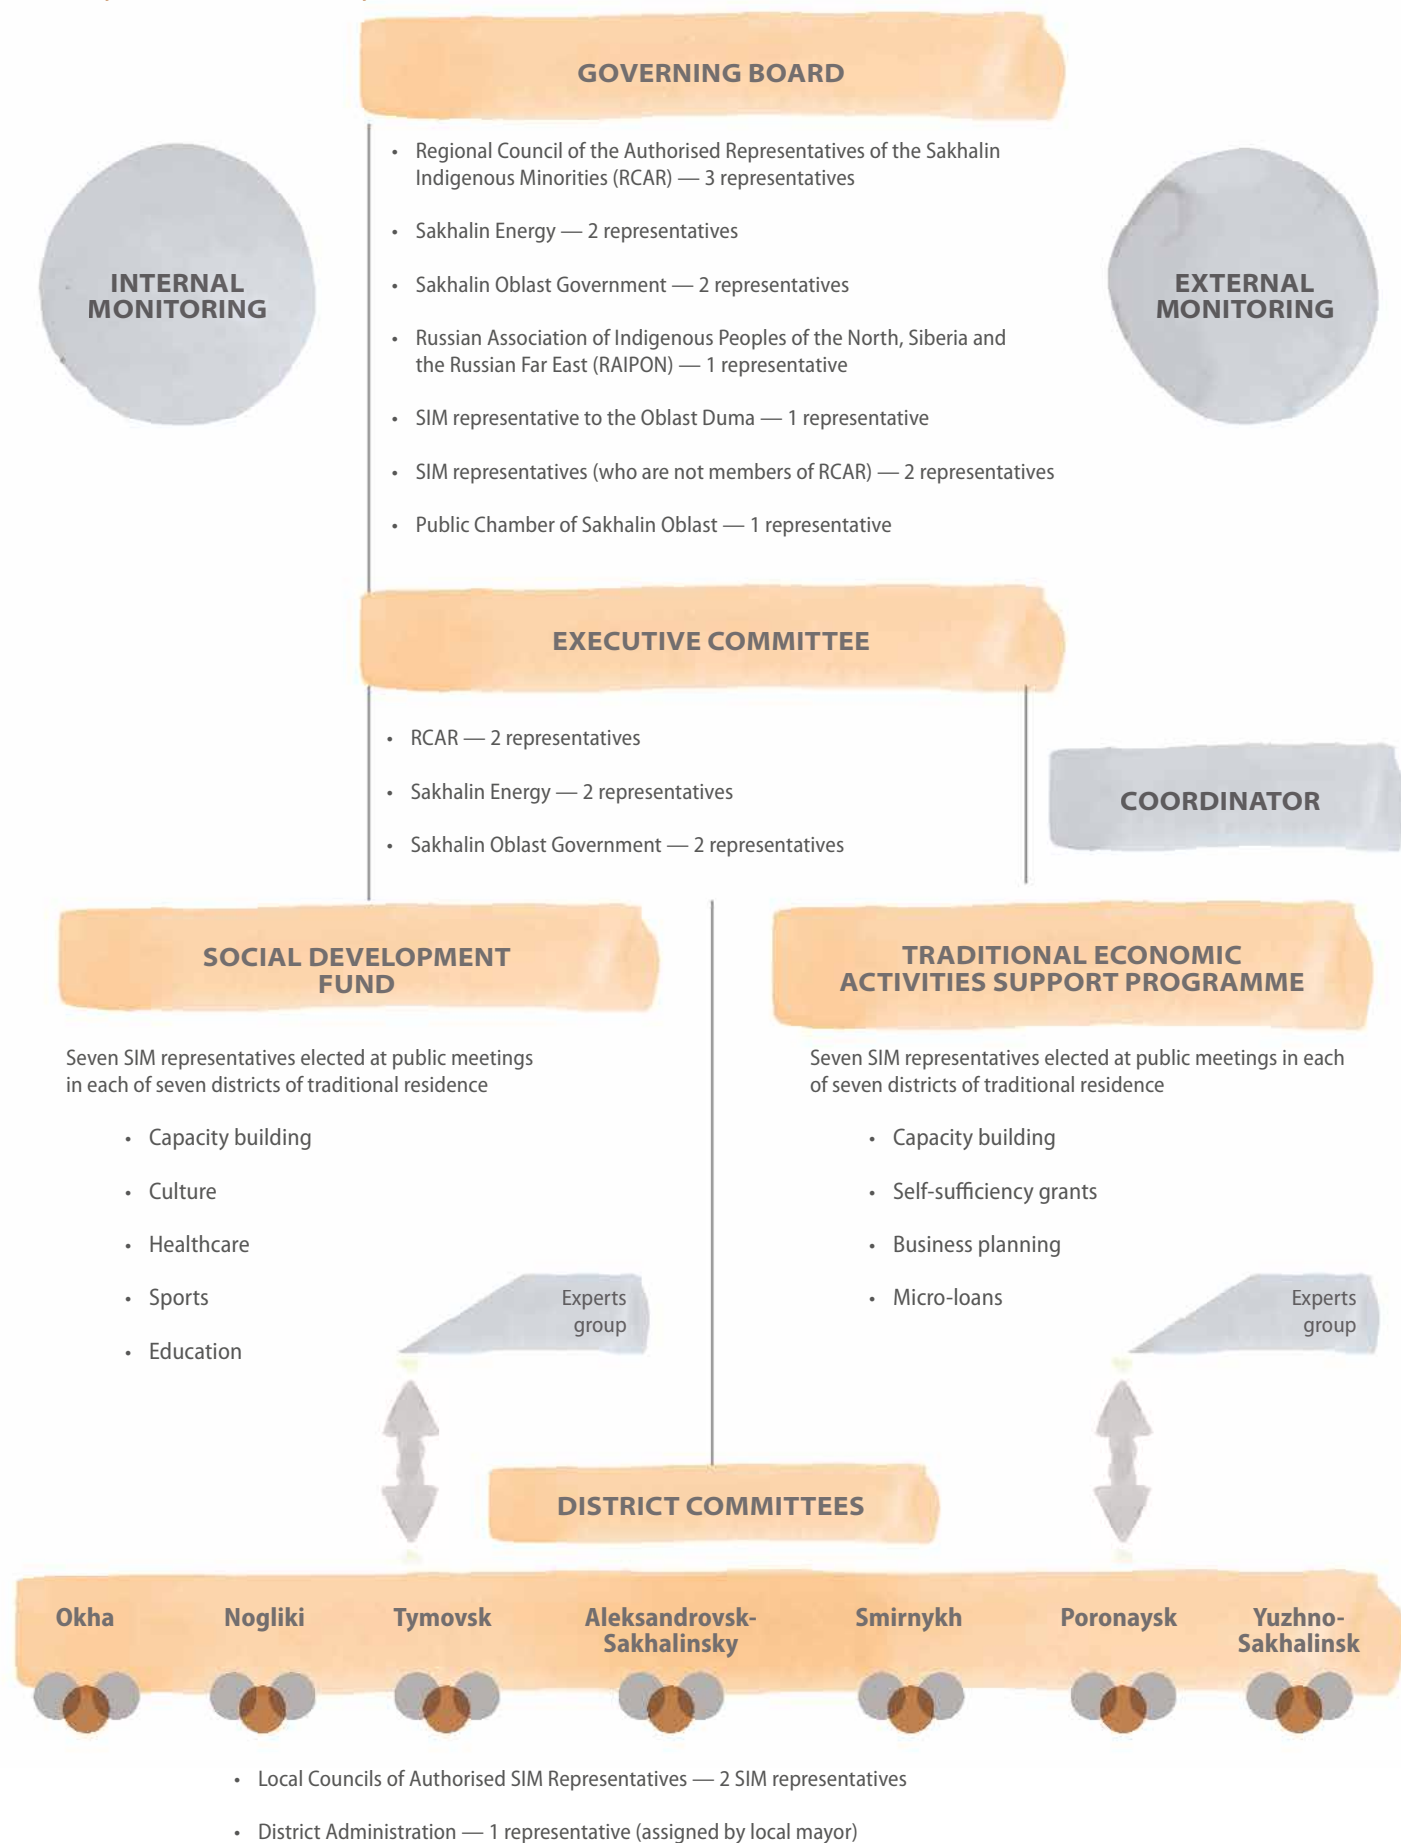 GOVERNING BOARD
• Regional Council of the Authorised Representatives of the Sakhalin
Indigenous Minorities (RCAR) — 3 representatives
• Sakhalin Energy — 2 representatives
• Sakhalin Oblast Government — 2 representatives
• Russian Association of Indigenous Peoples of the North, Siberia and
the Russian Far East (RAIPON) — 1 representative
• SIM representative to the Oblast Duma — 1 representative
• SIM representatives (who are not members of RCAR) — 2 representatives
• Public Chamber of Sakhalin Oblast — 1 representative
INTERNAL
MONITORING
EXTERNAL
MONITORING
EXECUTIVE COMMITTEE
• RCAR — 2 representatives
• Sakhalin Energy — 2 representatives
• Sakhalin Oblast Government — 2 representatives
COORDINATOR
SOCIAL DEVELOPMENT
FUND
Seven SIM representatives elected at public meetings
in each of seven districts of traditional residence
• Capacity building
• Culture
• Healthcare
• Sports
• Education
Experts
group
TRADITIONAL ECONOMIC
ACTIVITIES SUPPORT PROGRAMME
Seven SIM representatives elected at public meetings in each
of seven districts of traditional residence
• Capacity building
• Self-sufficiency grants
• Business planning
• Micro-loans
Experts
group
DISTRICT COMMITTEES
Okha
Nogliki
Tymovsk
Aleksandrovsk-
Sakhalinsky
Smirnykh
Poronaysk
Yuzhno-
Sakhalinsk
• Local Councils of Authorised SIM Representatives — 2 SIM representatives
• District Administration — 1 representative (assigned by local mayor)